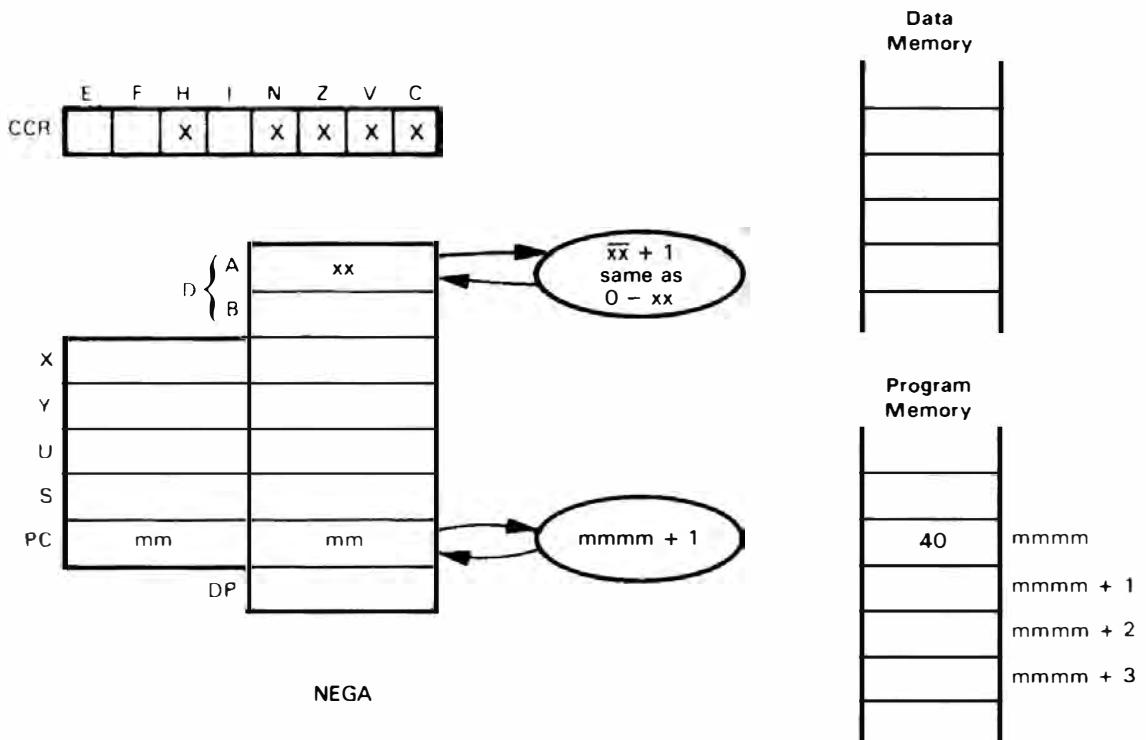 Data
Memory
E F H I N Z V C
CCR X X X X X
D { A xx
B
x̅x̅ + 1
same as
0 – xx
X
Y
U
S
PC mm mm
mmmm + 1
DP
NEGA
Program
Memory
40 mmmm
mmmm + 1
mmmm + 2
mmmm + 3